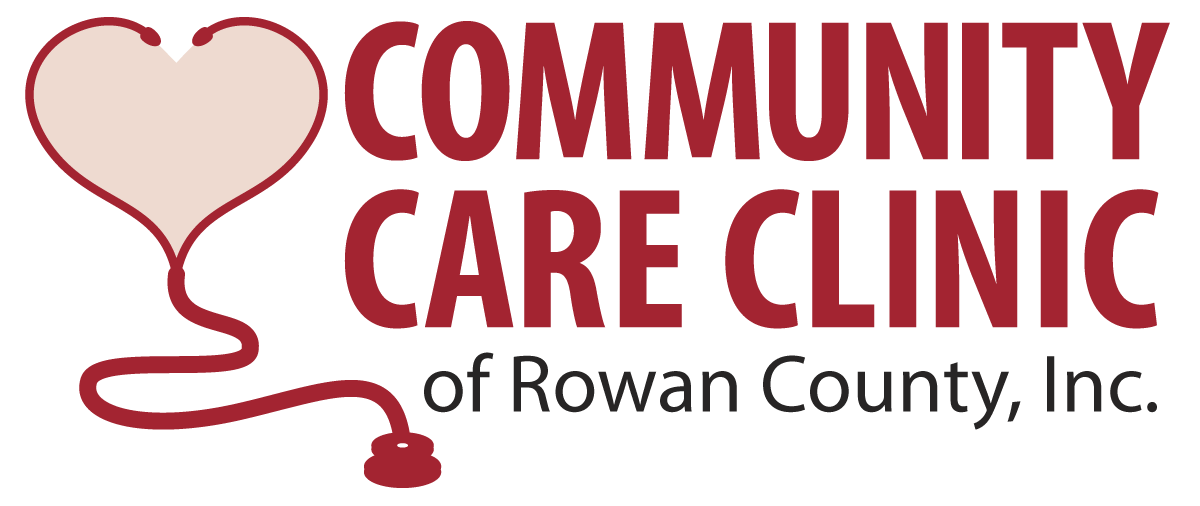 COMMUNITY
CARE CLINIC
of Rowan County, Inc.